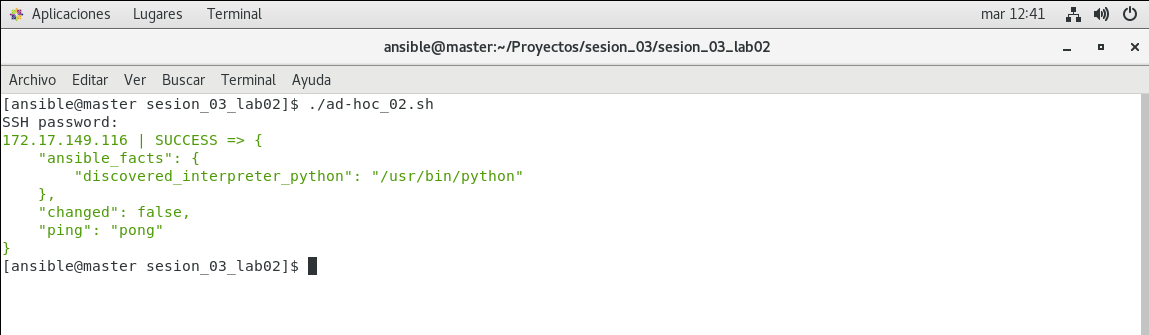 Aplicaciones Lugares Terminal mar 12:41
ansible@master:~/Proyectos/sesion_03/sesion_03_lab02
Archivo Editar Ver Buscar Terminal Ayuda
[ansible@master sesion_03_lab02]$ ./ad-hoc_02.sh
SSH password:
172.17.149.116 | SUCCESS => {
    "ansible_facts": {
        "discovered_interpreter_python": "/usr/bin/python"
    },
    "changed": false,
    "ping": "pong"
}
[ansible@master sesion_03_lab02]$